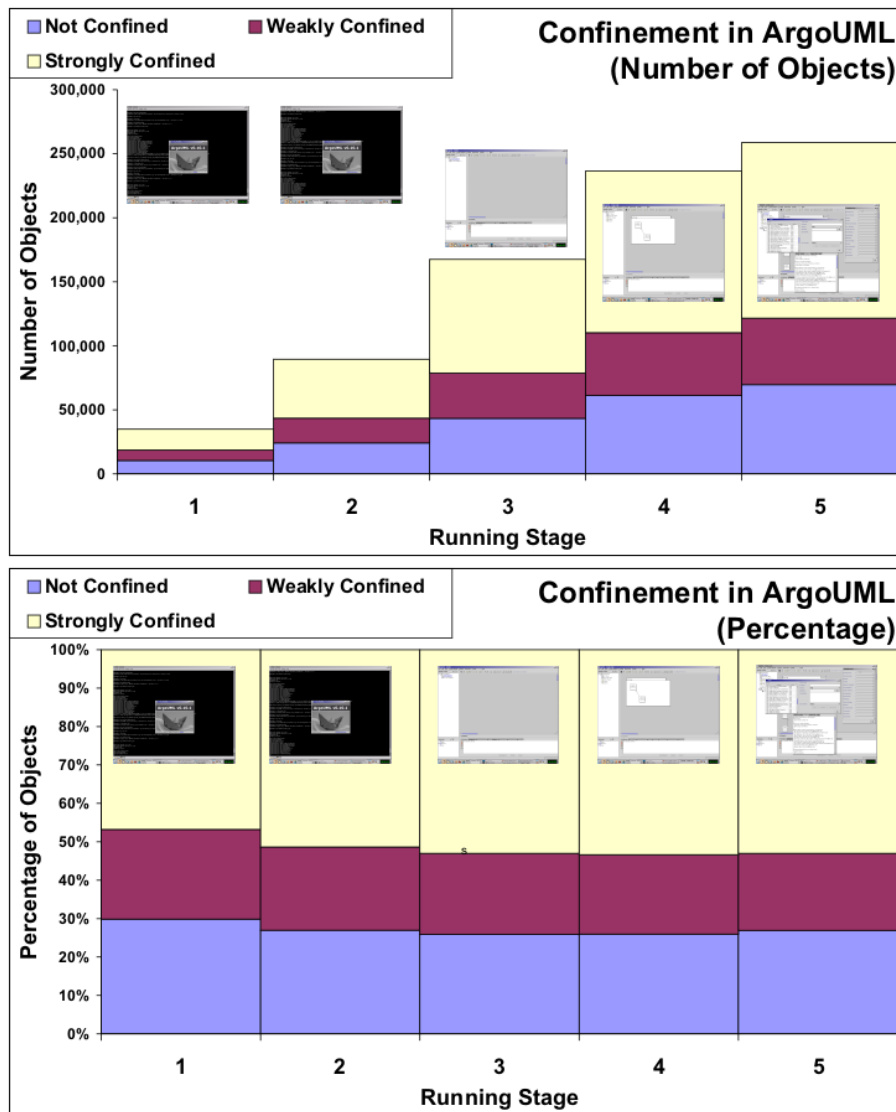 Not Confined
Weakly Confined
Strongly Confined
Confinement in ArgoUML
(Number of Objects)
300,000
250,000
200,000
150,000
100,000
50,000
0
Number of Objects
1
2
3
4
5
Running Stage
Not Confined
Weakly Confined
Strongly Confined
Confinement in ArgoUML
(Percentage)
100%
90%
80%
70%
60%
50%
40%
30%
20%
10%
0%
Percentage of Objects
s
1
2
3
4
5
Running Stage